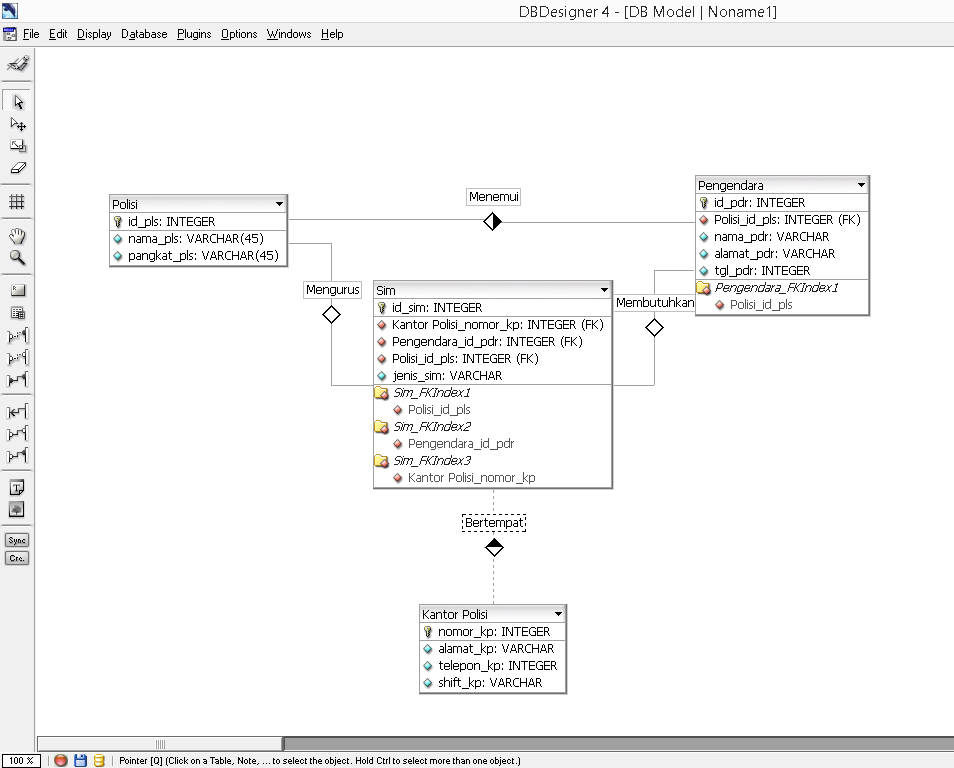 DBDesigner 4 - [DB Model | Noname1]
File Edit Display Database Plugins Options Windows Help
Menemui
Polisi
id_pls: INTEGER
nama_pls: VARCHAR(45)
pangkat_pls: VARCHAR(45)
Pengendara
id_pdr: INTEGER
Polisi_id_pls: INTEGER (FK)
nama_pdr: VARCHAR
alamat_pdr: VARCHAR
tgl_pdr: INTEGER
Pengendara_FKIndex1
Polisi_id_pls
Mengurus
Membutuhkan
Sim
id_sim: INTEGER
Kantor Polisi_nomor_kp: INTEGER (FK)
Pengendara_id_pdr: INTEGER (FK)
Polisi_id_pls: INTEGER (FK)
jenis_sim: VARCHAR
Sim_FKIndex1
Polisi_id_pls
Sim_FKIndex2
Pengendara_id_pdr
Sim_FKIndex3
Kantor Polisi_nomor_kp
Bertempat
Kantor Polisi
nomor_kp: INTEGER
alamat_kp: VARCHAR
telepon_kp: INTEGER
shift_kp: VARCHAR
Sync
Cre.
100 %
Pointer [Q] (Click on a Table, Note, ... to select the object. Hold Ctrl to select more than one object.)